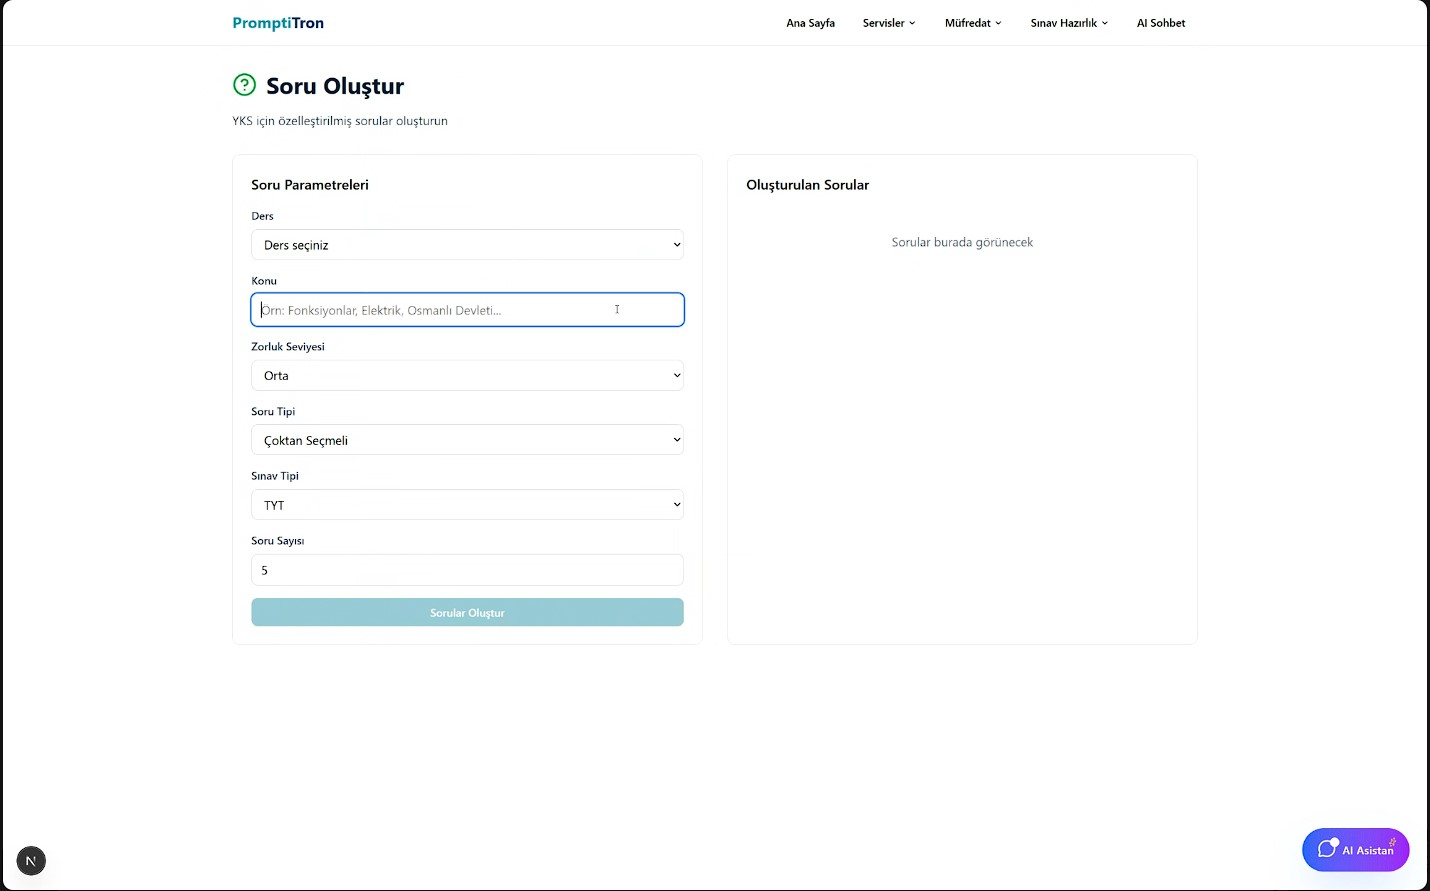 PromptiTron
Ana Sayfa
Servisler
Müfredat
Sınav Hazırlık
AI Sohbet
Soru Oluştur
YKS için özelleştirilmiş sorular oluşturun
Soru Parametreleri
Ders
Ders seçiniz
Konu
Örn: Fonksiyonlar, Elektrik, Osmanlı Devleti...
Zorluk Seviyesi
Orta
Soru Tipi
Çoktan Seçmeli
Sınav Tipi
TYT
Soru Sayısı
5
Sorular Oluştur
Oluşturulan Sorular
Sorular burada görünecek
N
AI Asistan